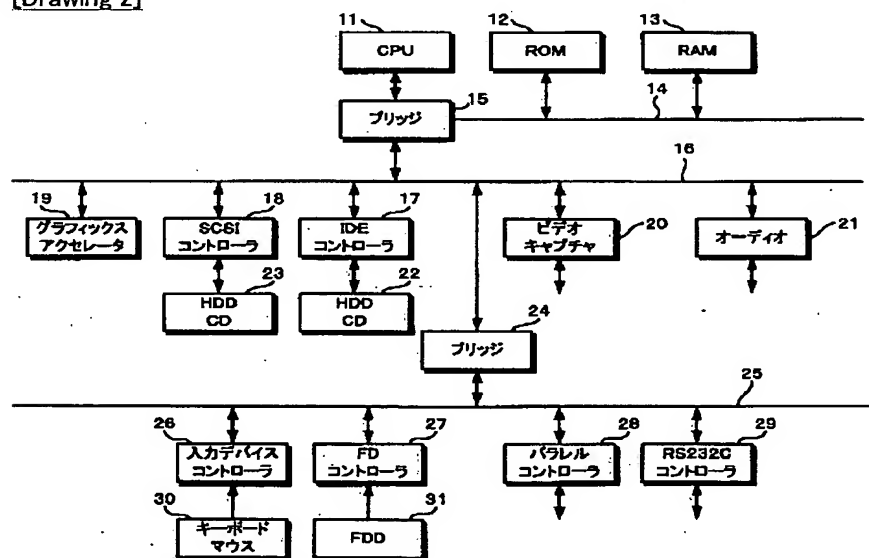 [Drawing 2]
11
12
13
CPU
ROM
RAM
15
14
ブリッジ
16
19
18
17
グラフィックス
アクセレータ
SCSI
コントローラ
IDE
コントローラ
ビデオ
キャプチャ
20
オーディオ
21
23
22
HDD
CD
HDD
CD
24
ブリッジ
25
26
27
28
29
入力デバイス
コントローラ
FD
コントローラ
パラレル
コントローラ
RS232C
コントローラ
30
31
キーボード
マウス
FDD